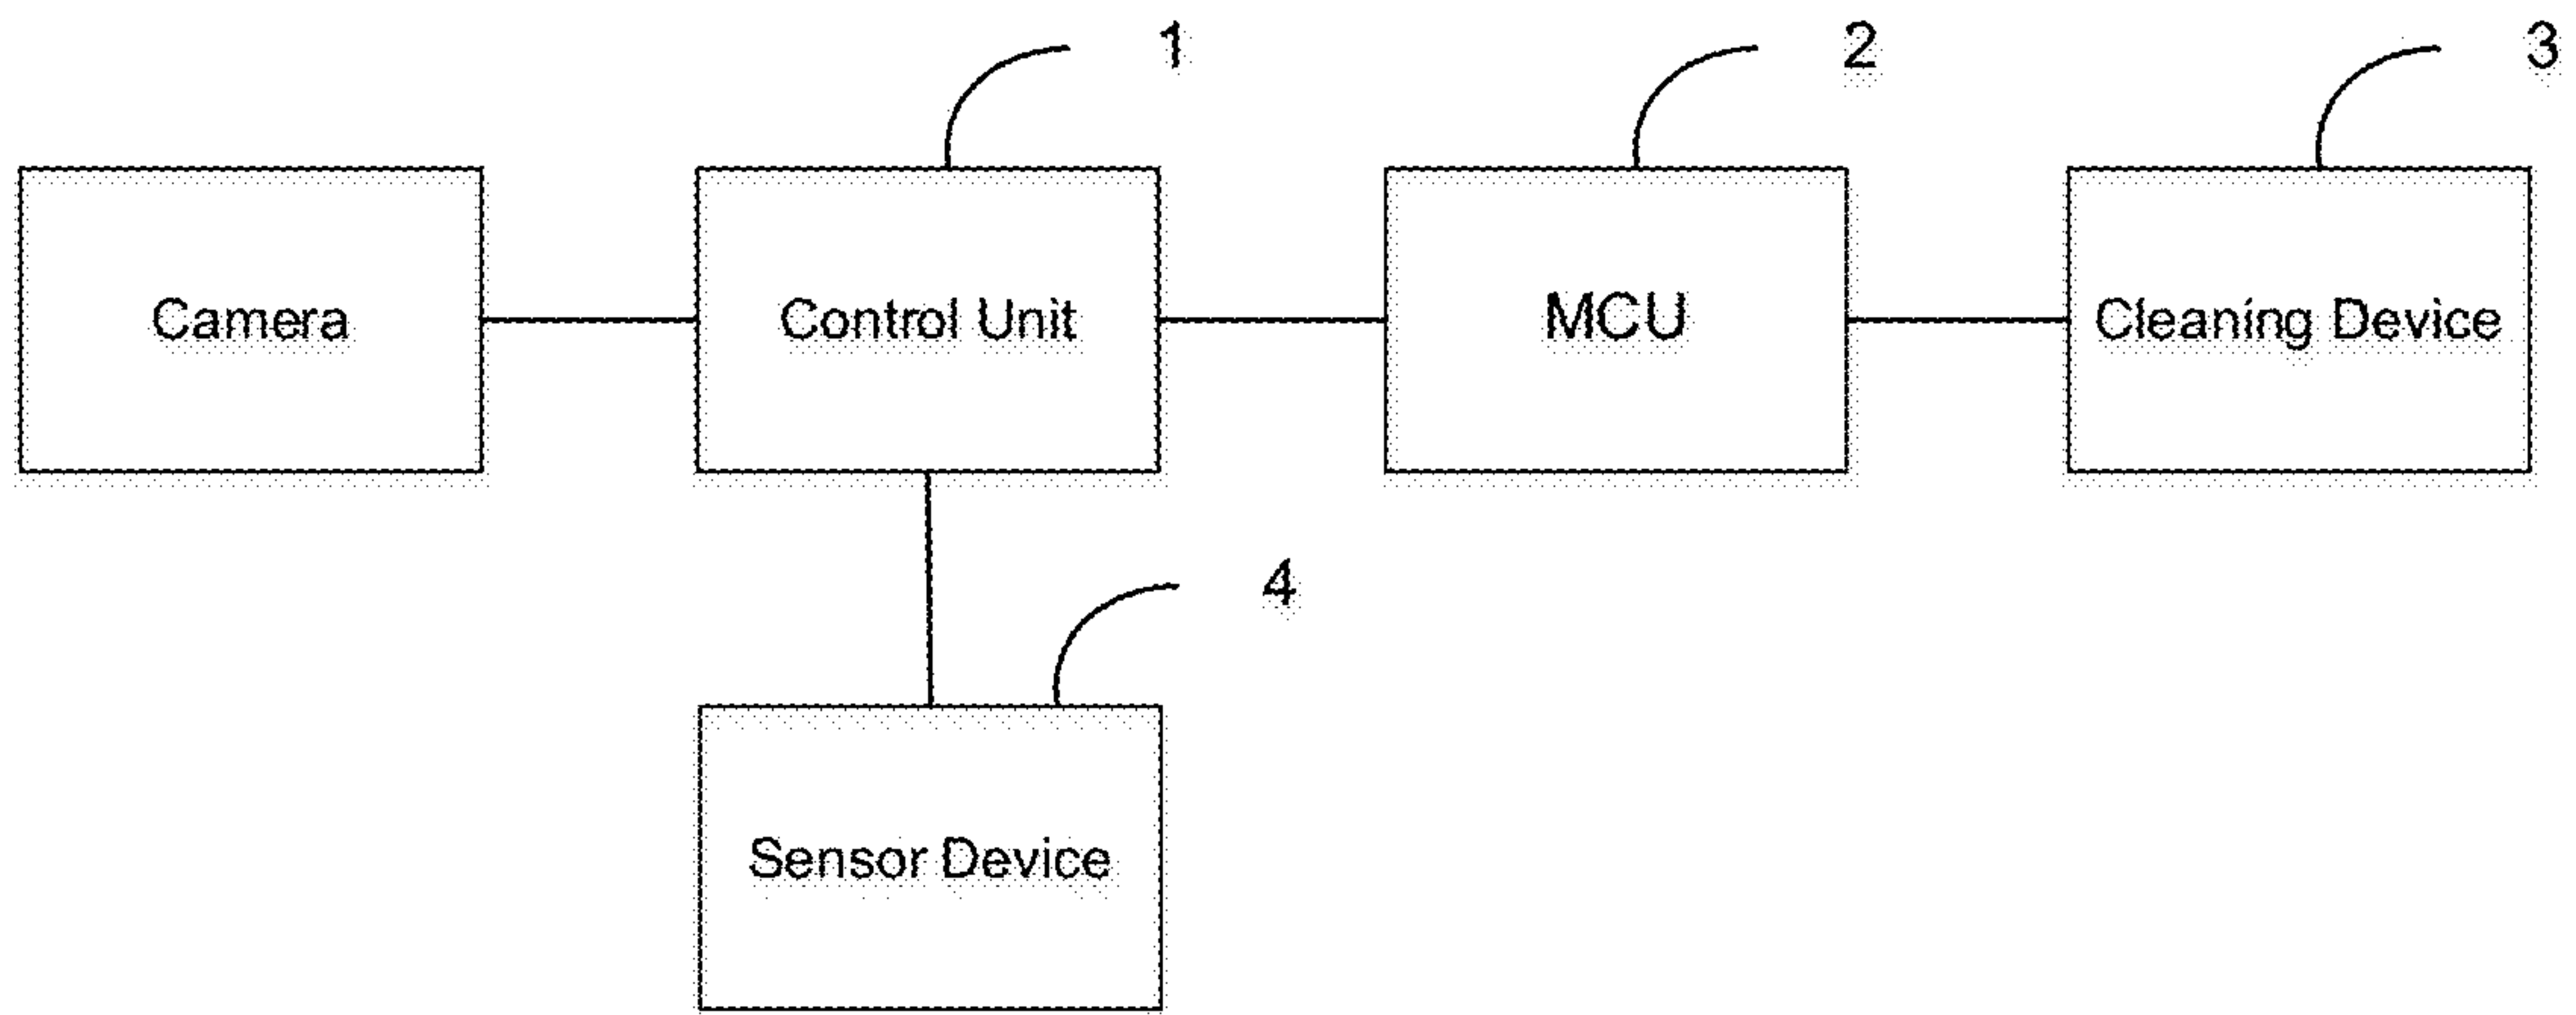 1
2
3
Camera
Control Unit
MCU
Cleaning Device
4
Sensor Device